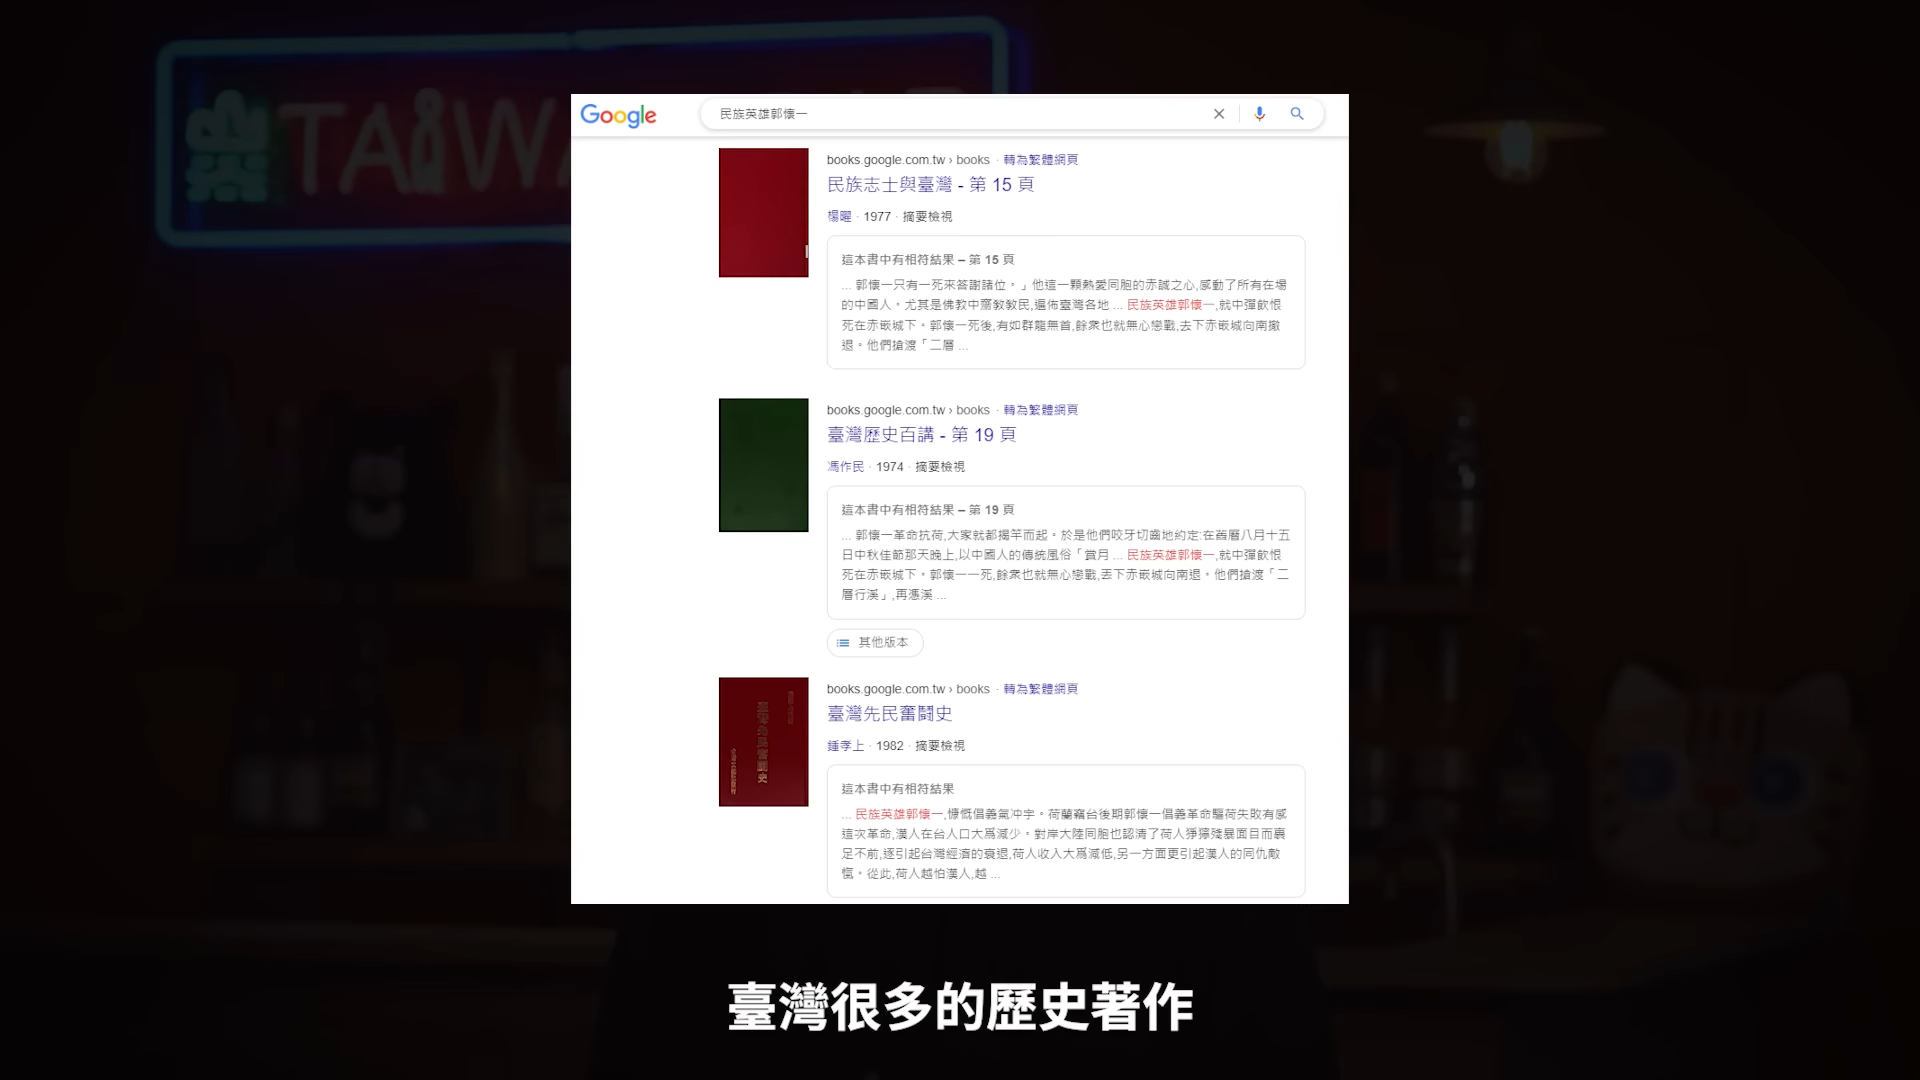 TAIWA
Google
民族英雄郭懷一
books.google.com.tw › books · 轉為繁體網頁
民族志士與臺灣 - 第 15 頁
楊曜 · 1977 · 摘要檢視
這本書中有相符結果 – 第 15 頁
... 郭懷一只有一死來答謝諸位。」他這一顆熱愛同胞的赤誠之心,感動了所有在場
的中國人。尤其是佛教中齋敎敎民,遍佈臺灣各地 ... 民族英雄郭懷一,就中彈飲恨
死在赤嵌城下。郭懷一死後,有如群龍無首,餘衆也就無心戀戰,去下赤嵌城向南撤
退。他們搶渡「二層 ...
books.google.com.tw › books · 轉為繁體網頁
臺灣歷史百講 - 第 19 頁
馮作民 · 1974 · 摘要檢視
這本書中有相符結果 – 第 19 頁
... 郭懷一革命抗荷,大家就都揭竿而起。於是他們咬牙切齒地約定:在舊曆八月十五
日中秋佳節那天晚上,以中國人的傳統風俗「賞月 ... 民族英雄郭懷一,就中彈飲恨
死在赤嵌城下。郭懷一一死,餘衆也就無心戀戰,丟下赤嵌城向南退。他們搶渡「二
層行溪」,再憑溪 ...
其他版本
books.google.com.tw › books · 轉為繁體網頁
臺灣先民奮鬪史
鍾孝上 · 1982 · 摘要檢視
這本書中有相符結果
... 民族英雄郭懷一,慷慨倡義氣冲宇。荷蘭竊台後期郭懷一倡義革命驅荷失敗有感
這次革命,漢人在台人口大爲減少。對岸大陸同胞也認清了荷人猙獰殘暴面目而裹
足不前,逐引起台灣經濟的衰退,荷人收入大爲減低,另一方面更引起漢人的同仇敵
愾。從此,荷人越怕漢人,越 ...
臺灣很多的歷史著作